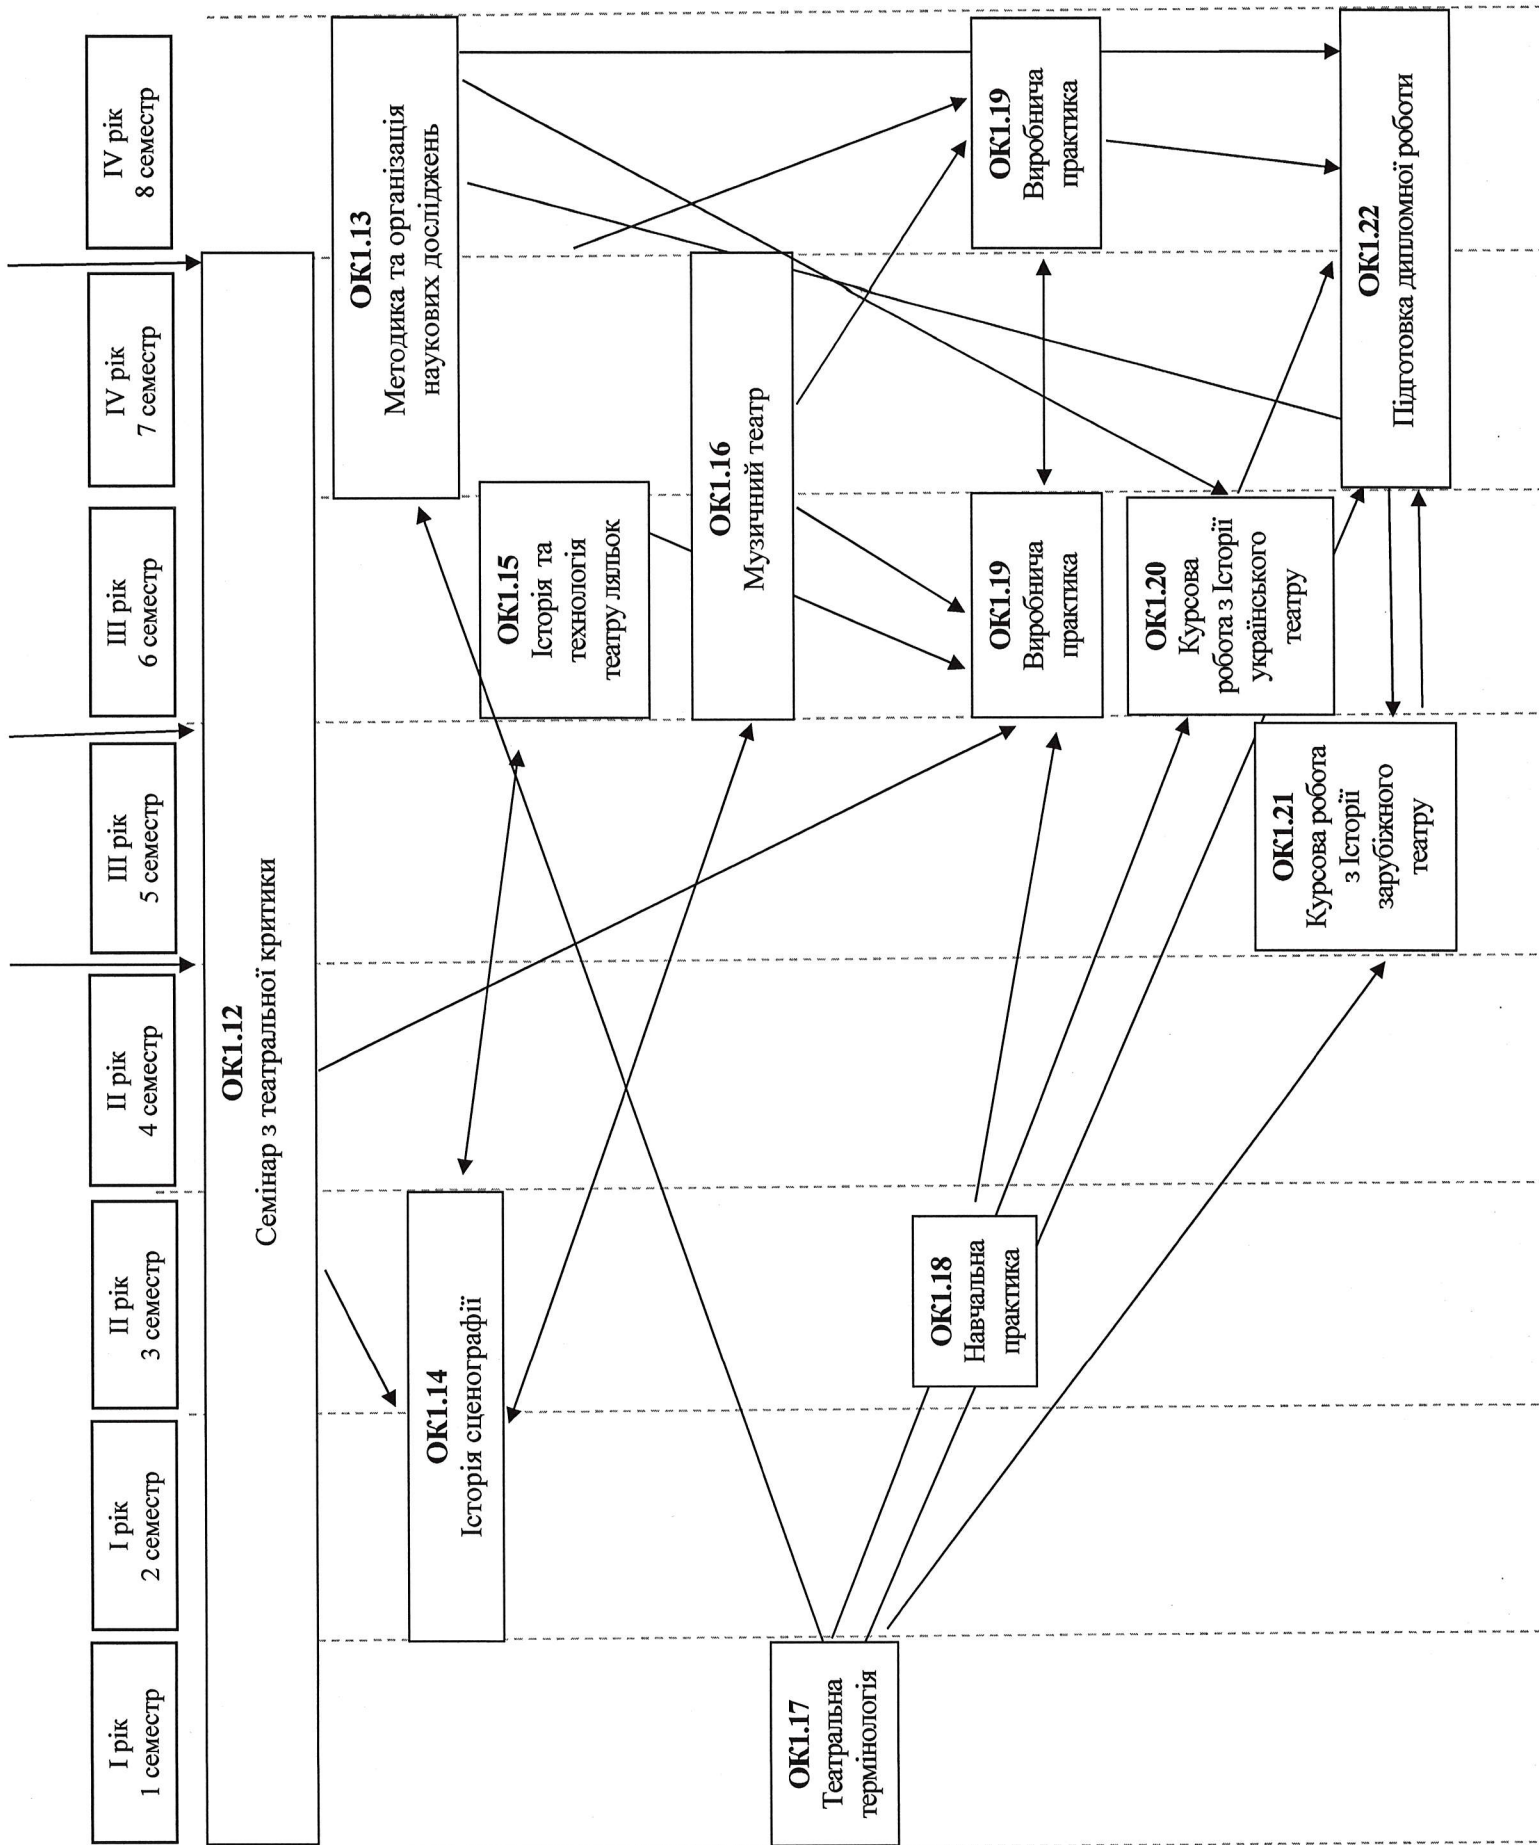 І рік
1 семестр
І рік
2 семестр
ІІ рік
3 семестр
ІІ рік
4 семестр
ІІІ рік
5 семестр
ІІІ рік
6 семестр
IV рік
7 семестр
IV рік
8 семестр
ОК1.12
Семінар з театральної критики
ОК1.13
Методика та організація
наукових досліджень
ОК1.14
Історія сценографії
ОК1.15
Історія та
технологія
театру ляльок
ОК1.16
Музичний театр
ОК1.17
Театральна
термінологія
ОК1.18
Навчальна
практика
ОК1.19
Виробнича
практика
ОК1.19
Виробнича
практика
ОК1.20
Курсова
робота з Історії
українського
театру
ОК1.21
Курсова робота
з Історії
зарубіжного
театру
ОК1.22
Підготовка дипломної роботи